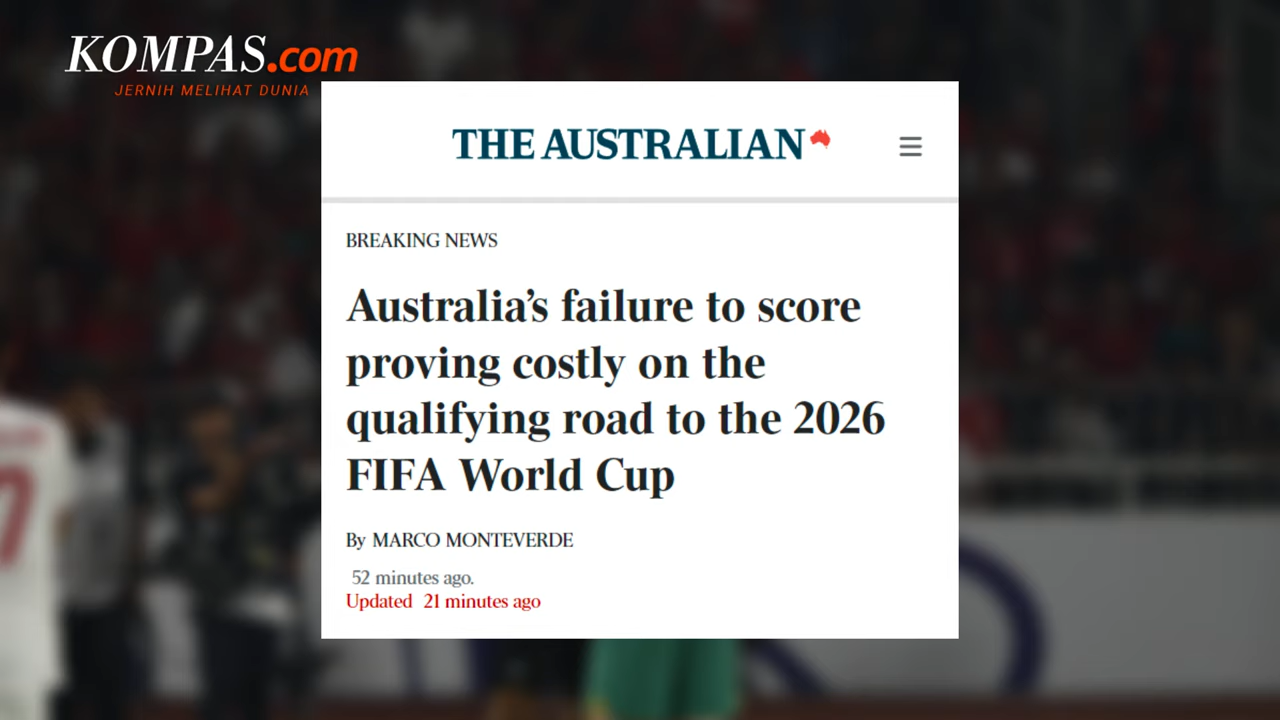 KOMPAS.com
JERNIH MELIHAT DUNIA
THE AUSTRALIAN
BREAKING NEWS
Australia's failure to score
proving costly on the
qualifying road to the 2026
FIFA World Cup
By MARCO MONTEVERDE
52 minutes ago.
Updated 21 minutes ago
7